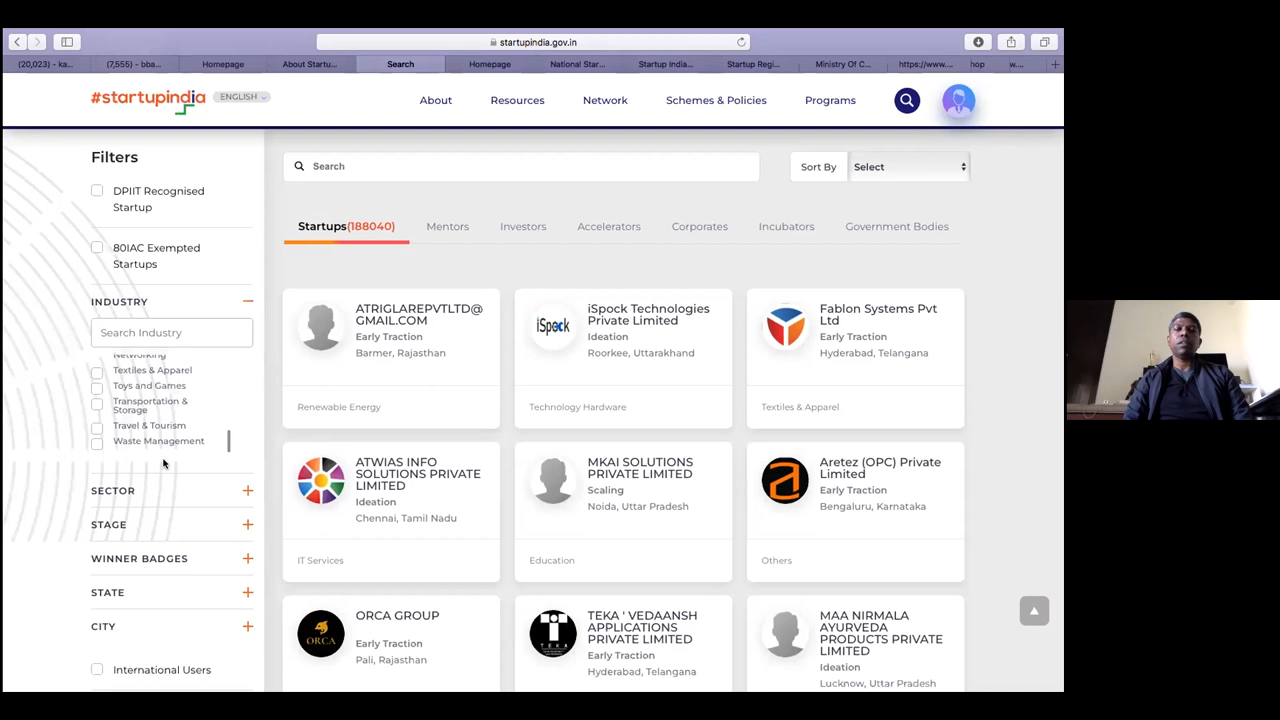 startupindia.gov.in
(20,023) - ka...
(7,555) - bba...
Homepage
About Startu...
Search
Homepage
National Star...
Startup India...
Startup Regi...
Ministry Of C...
https://www....
hop
w...
#startupindia
ENGLISH
About
Resources
Network
Schemes & Policies
Programs
Filters
DPIIT Recognised
Startup
80IAC Exempted
Startups
INDUSTRY
Search Industry
Networking
Textiles & Apparel
Toys and Games
Transportation &
Storage
Travel & Tourism
Waste Management
SECTOR
STAGE
WINNER BADGES
STATE
CITY
International Users
Search
Sort By
Select
Startups(188040)
Mentors
Investors
Accelerators
Corporates
Incubators
Government Bodies
ATRIGLAREPVTLTD@
GMAIL.COM
Early Traction
Barmer, Rajasthan
Renewable Energy
iSpock
iSpock Technologies
Private Limited
Ideation
Roorkee, Uttarakhand
Technology Hardware
Fablon Systems Pvt
Ltd
Early Traction
Hyderabad, Telangana
Textiles & Apparel
ATWIAS INFO
SOLUTIONS PRIVATE
LIMITED
Ideation
Chennai, Tamil Nadu
IT Services
MKAI SOLUTIONS
PRIVATE LIMITED
Scaling
Noida, Uttar Pradesh
Education
Aretez (OPC) Private
Limited
Early Traction
Bengaluru, Karnataka
Others
ORCA
ORCA GROUP
Early Traction
Pali, Rajasthan
TEKA
TEKA ' VEDAANSH
APPLICATIONS
PRIVATE LIMITED
Early Traction
Hyderabad, Telangana
MAA NIRMALA
AYURVEDA
PRODUCTS PRIVATE
LIMITED
Ideation
Lucknow, Uttar Pradesh